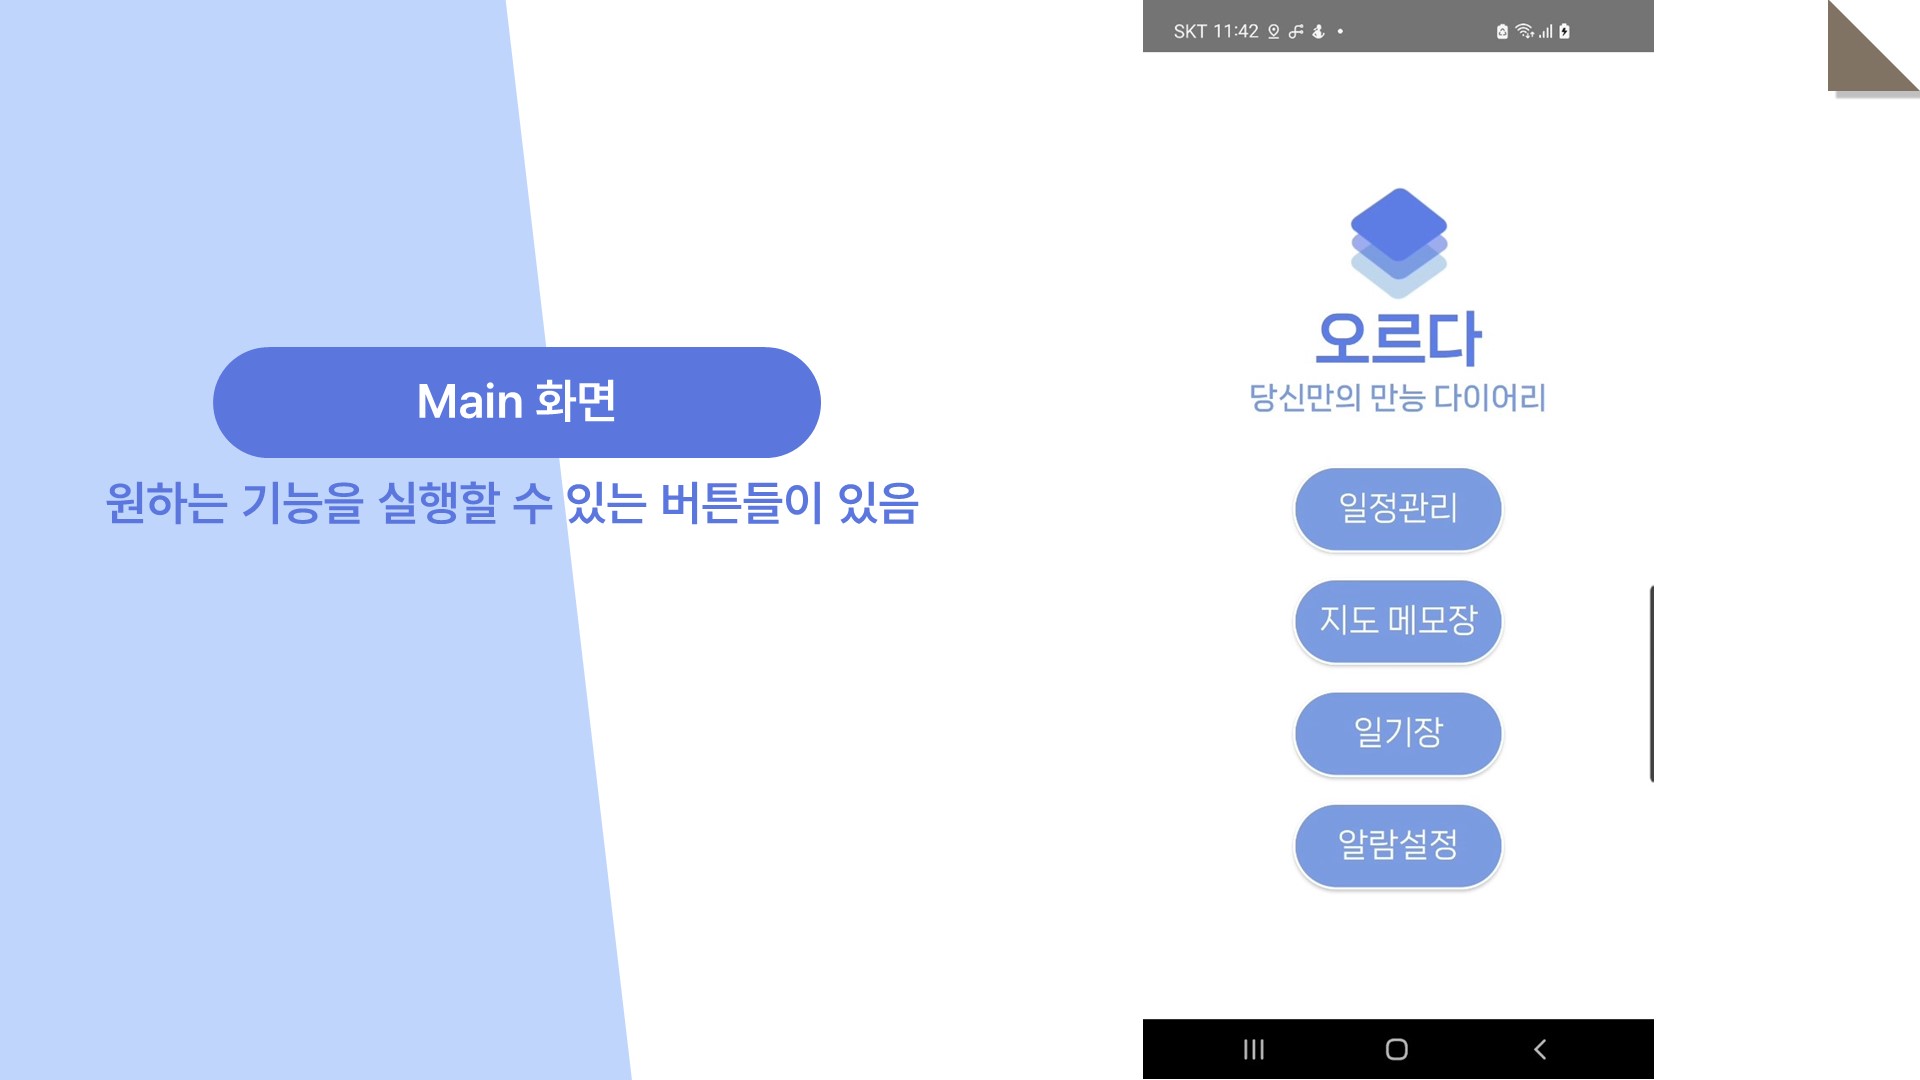 Main 화면
원하는 기능을 실행할 수 있는 버튼들이 있음
SKT 11:42
오르다
당신만의 만능 다이어리
일정관리
지도 메모장
일기장
알람설정